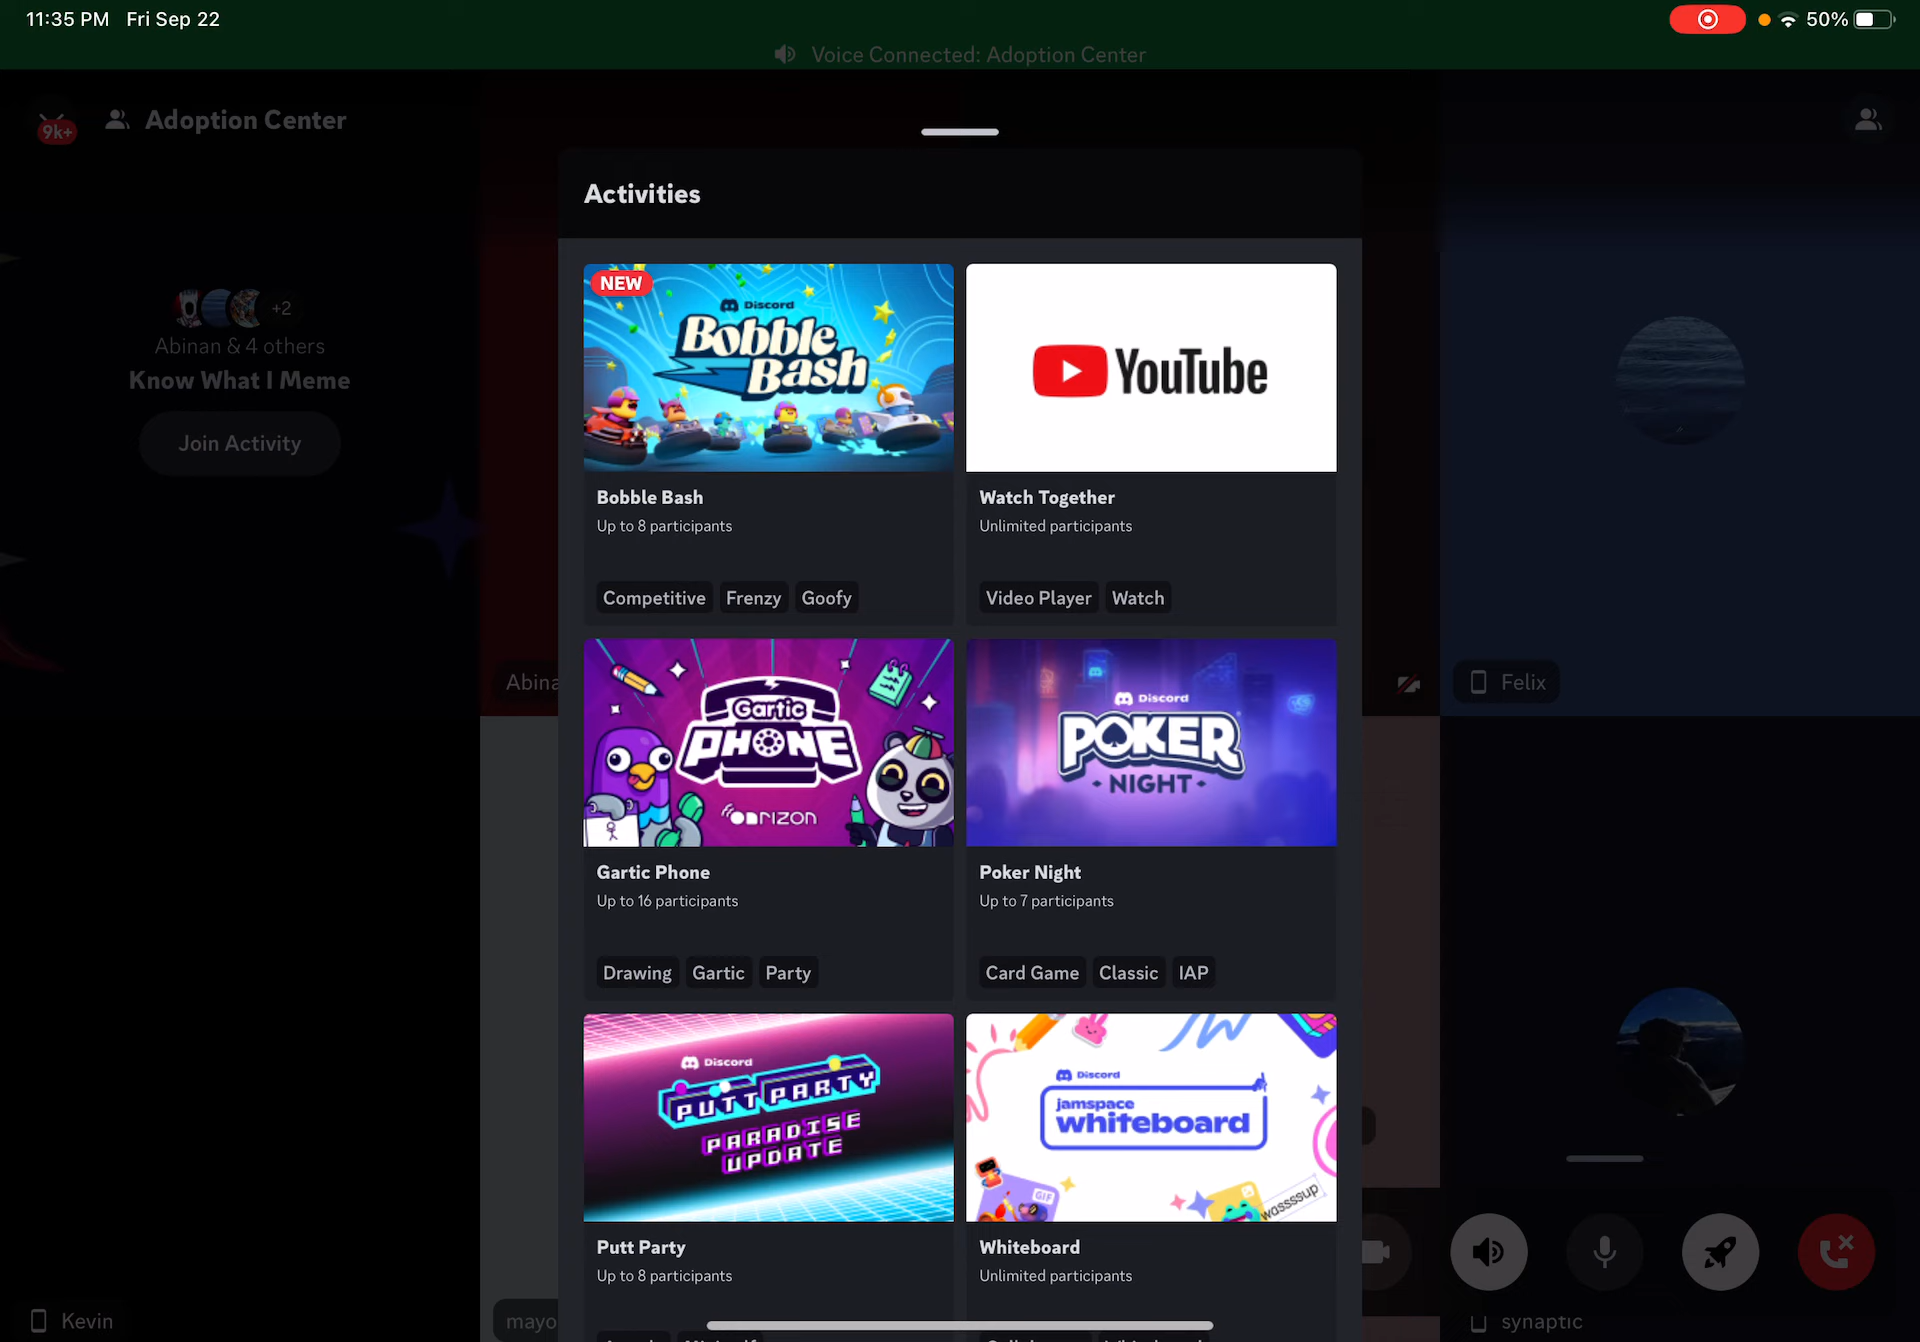 11:35 PM Fri Sep 22
50%
Voice Connected: Adoption Center
9k+
Adoption Center
+2
Abinan & 4 others
Know What I Meme
Join Activity
Activities
NEW
Discord
Bobble
Bash
YouTube
Bobble Bash
Up to 8 participants
Competitive Frenzy Goofy
Watch Together
Unlimited participants
Video Player Watch
Abina
Felix
Gartic
PHONE
ONRIZON
Discord
POKER
NIGHT
Gartic Phone
Up to 16 participants
Drawing Gartic Party
Poker Night
Up to 7 participants
Card Game Classic IAP
Discord
PUTT PARTY
PARADISE
UPDATE
Discord
jamspace
whiteboard
GIF
wassssup
Putt Party
Up to 8 participants
Whiteboard
Unlimited participants
Kevin
mayo
synaptic